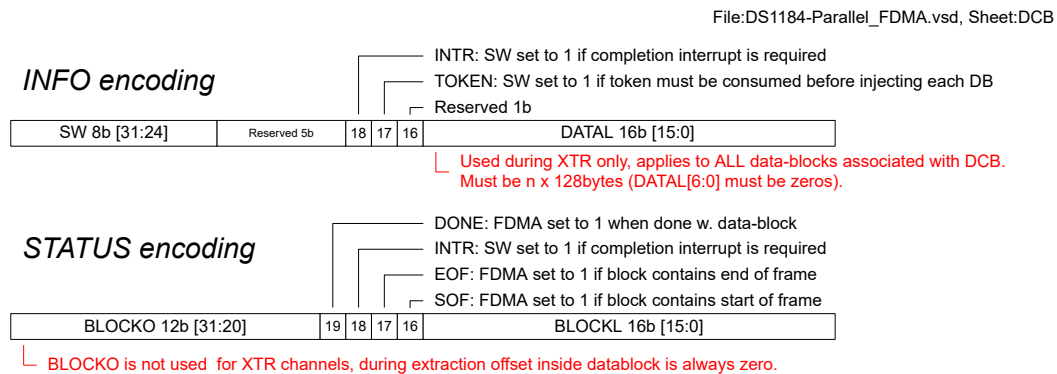 File:DS1184-Parallel_FDMA.vsd, Sheet:DCB
INTR: SW set to 1 if completion interrupt is required
INFO encoding
TOKEN: SW set to 1 if token must be consumed before injecting each DB
Reserved 1b
SW 8b [31:24] Reserved 5b 18 17 16 DATAL 16b [15:0]
Used during XTR only, applies to ALL data-blocks associated with DCB.
Must be n x 128bytes (DATAL[6:0] must be zeros).
DONE: FDMA set to 1 when done w. data-block
STATUS encoding
INTR: SW set to 1 if completion interrupt is required
EOF: FDMA set to 1 if block contains end of frame
SOF: FDMA set to 1 if block contains start of frame
BLOCKO 12b [31:20] 19 18 17 16 BLOCKL 16b [15:0]
BLOCKO is not used for XTR channels, during extraction offset inside datablock is always zero.